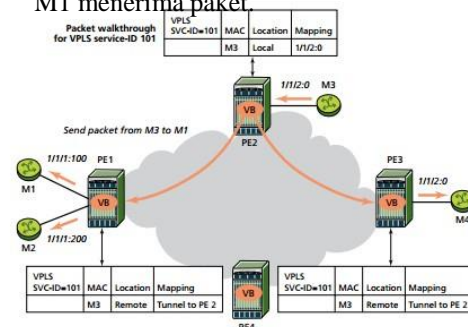 M1 menerima paket.
Packet walkthrough
for VPLS service-ID 101
VPLS
SVC-ID=101 MAC Location Mapping
M3 Local 1/1/2:0
1/1/2:0 M3
VB
PE2
Send packet from M3 to M1
1/1/1:100 PE1
M1
VB
1/1/1:200
M2
PE3
1/1/2:0
VB
M4
VPLS
SVC-ID=101 MAC Location Mapping
M3 Remote Tunnel to PE 2
VB
PE4
VPLS
SVC-ID=101 MAC Location Mapping
M3 Remote Tunnel to PE 2